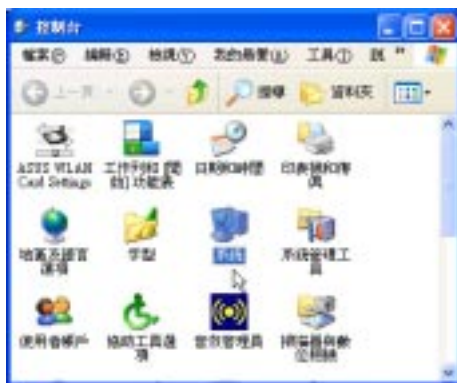 控制台
檔案(F) 編輯(E) 檢視(V) 我的最愛(A) 工具(T) 說 »
上一頁 搜尋 資料夾
ASUS WLAN
Card Settings
工作列和 [開
始] 功能表
日期和時間
印表機和傳
真
地區及語言
選項
字型
系統
系統管理工
具
使用者帳戶
協助工具選
項
音效管理員
掃描器與數
位相機